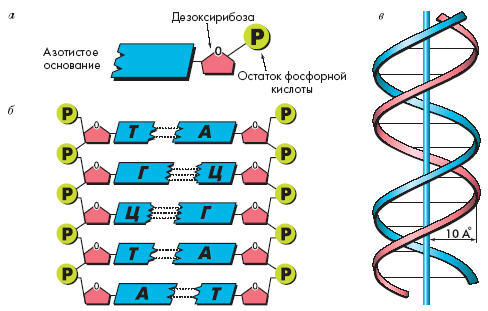 а
Дезоксирибоза
О
Р
Азотистое
основание
Остаток фосфорной
кислоты
б
Р О Т А О Р
Р О Г Ц О Р
Р О Ц Г О Р
Р О Т А О Р
Р О А Т О Р
в
10 А°